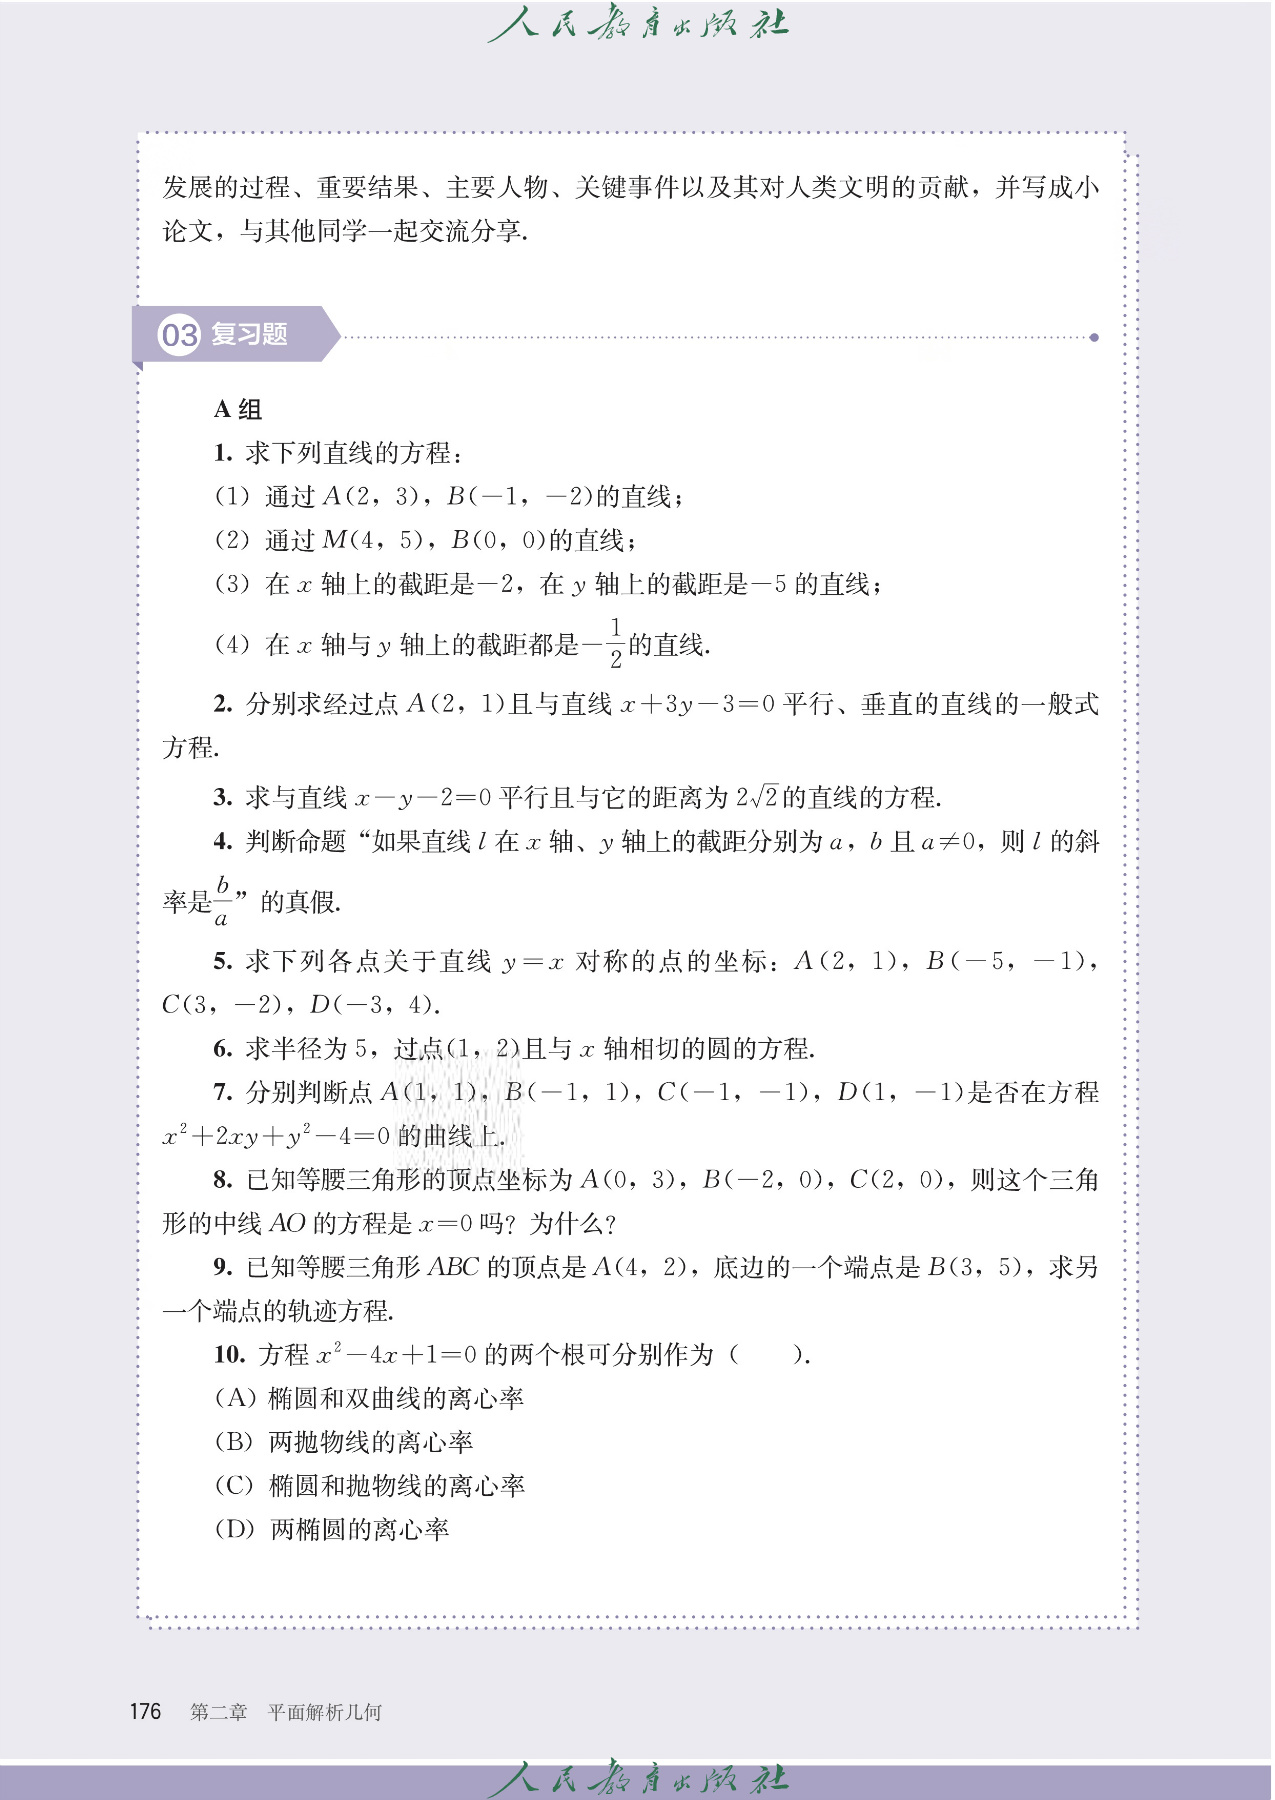 人民教育出版社
发展的过程、重要结果、主要人物、关键事件以及其对人类文明的贡献，并写成小
论文，与其他同学一起交流分享.
03 复习题
A 组
1. 求下列直线的方程：
（1）通过 A(2，3)，B(－1，－2)的直线；
（2）通过 M(4，5)，B(0，0)的直线；
（3）在 x 轴上的截距是－2，在 y 轴上的截距是－5 的直线；
（4）在 x 轴与 y 轴上的截距都是－1/2的直线.
2. 分别求经过点 A(2，1)且与直线 x＋3y－3＝0 平行、垂直的直线的一般式
方程.
3. 求与直线 x－y－2＝0 平行且与它的距离为 2√2的直线的方程.
4. 判断命题“如果直线 l 在 x 轴、y 轴上的截距分别为 a，b 且 a≠0，则 l 的斜
率是b/a”的真假.
5. 求下列各点关于直线 y＝x 对称的点的坐标：A(2，1)，B(－5，－1)，
C(3，－2)，D(－3，4).
6. 求半径为 5，过点(1，2)且与 x 轴相切的圆的方程.
7. 分别判断点 A(1，1)，B(－1，1)，C(－1，－1)，D(1，－1)是否在方程
x²＋2xy＋y²－4＝0 的曲线上.
8. 已知等腰三角形的顶点坐标为 A(0，3)，B(－2，0)，C(2，0)，则这个三角
形的中线 AO 的方程是 x＝0 吗？为什么？
9. 已知等腰三角形 ABC 的顶点是 A(4，2)，底边的一个端点是 B(3，5)，求另
一个端点的轨迹方程.
10. 方程 x²－4x＋1＝0 的两个根可分别作为（　　）.
（A）椭圆和双曲线的离心率
（B）两抛物线的离心率
（C）椭圆和抛物线的离心率
（D）两椭圆的离心率
176 第二章 平面解析几何
人民教育出版社